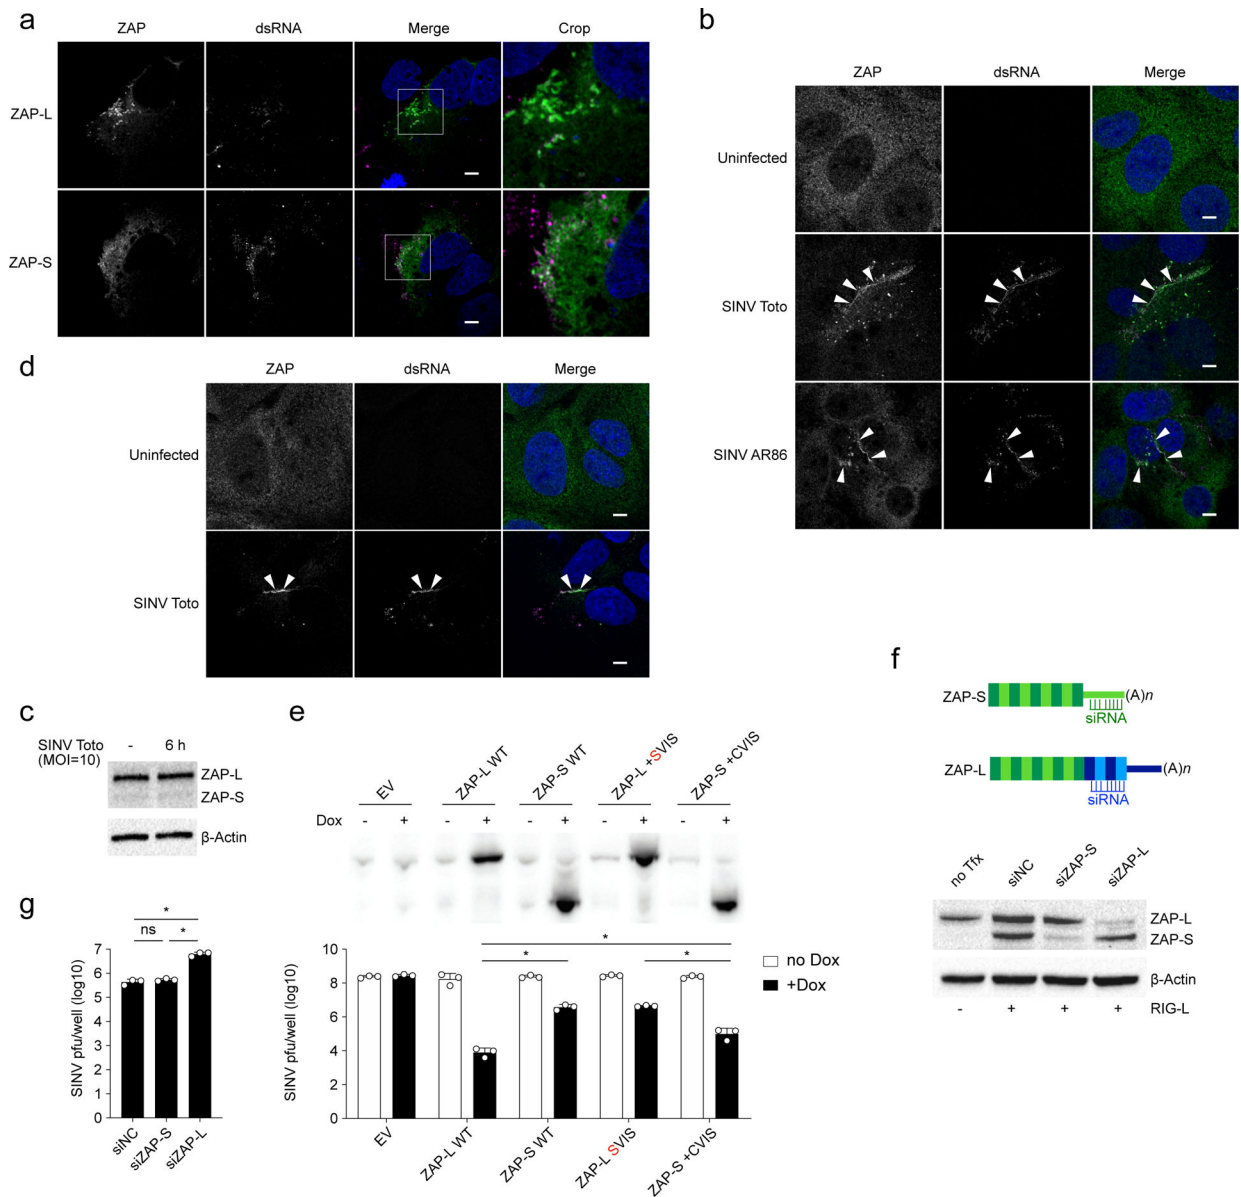 a
ZAP dsRNA Merge Crop
ZAP-L
ZAP-S
b
ZAP dsRNA Merge
Uninfected
SINV Toto
SINV AR86
d
ZAP dsRNA Merge
Uninfected
SINV Toto
c
SINV Toto - 6 h
(MOI=10)
ZAP-L
ZAP-S
β-Actin
e
EV ZAP-L WT ZAP-S WT ZAP-L +SVIS ZAP-S +CVIS
Dox - + - + - + - + - +
* * *
no Dox
+Dox
SINV pfu/well (log10)
10
8
6
4
2
0
EV ZAP-L WT ZAP-S WT ZAP-L SVIS ZAP-S +CVIS
f
ZAP-S (A)n
siRNA
ZAP-L (A)n
siRNA
no Tfx siNC siZAP-S siZAP-L
ZAP-L
ZAP-S
β-Actin
- + + + RIG-L
g
*
ns *
SINV pfu/well (log10)
7
6
5
4
3
2
1
0
siNC siZAP-S siZAP-L